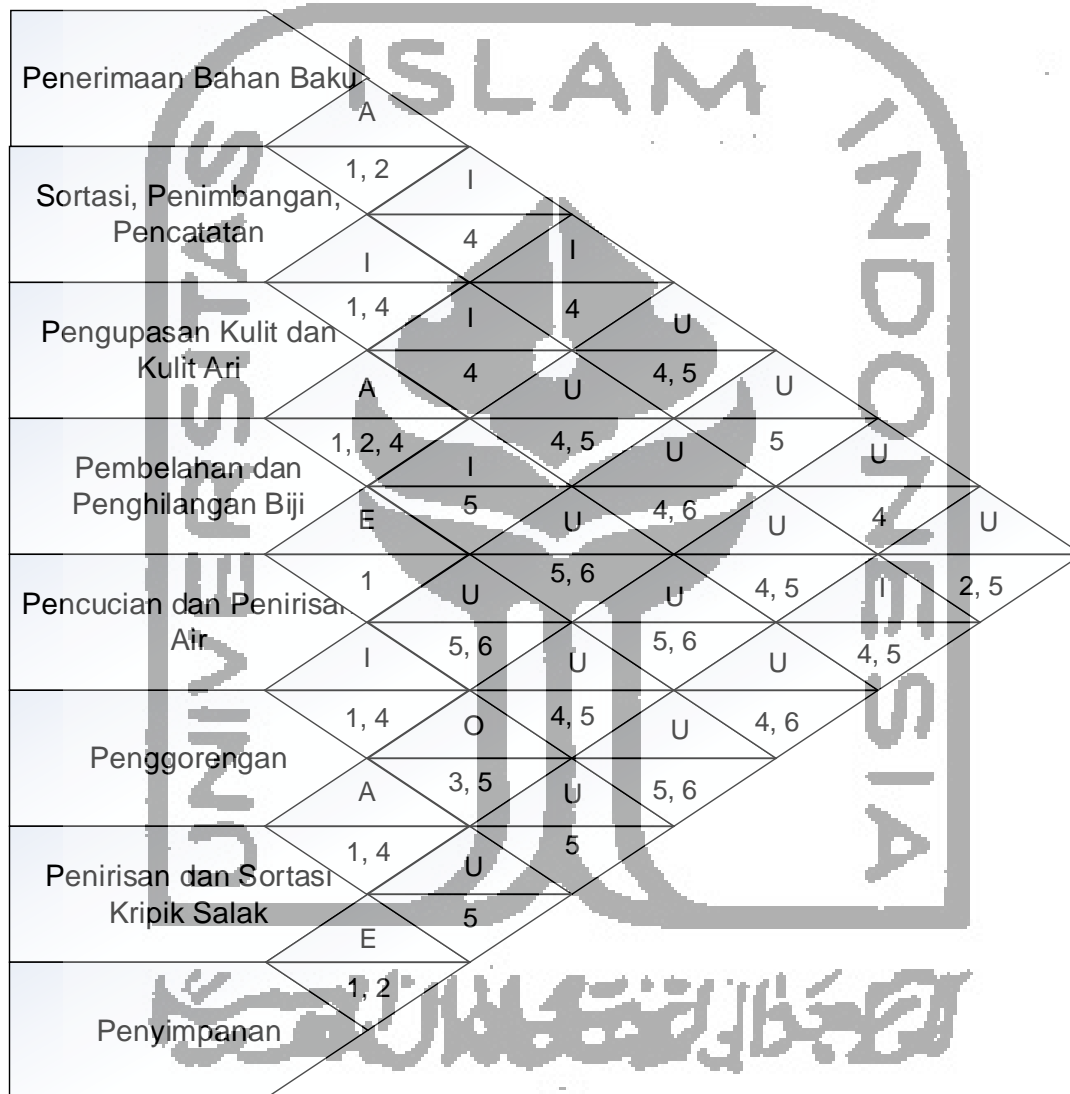 ISLAM
UNIVERSITAS
INDONESIA
Penerimaan Bahan Baku
A
1, 2 I
Sortasi, Penimbangan,
Pencatatan
4
I I
1, 4 I 4 U
Pengupasan Kulit dan
Kulit Ari
4 4, 5
A U U
1, 2, 4 4, 5 U 5 U
Pembelahan dan
I
Penghilangan Biji
5 4, 6 4
E U U U
1 5, 6 4, 5 I 2, 5
Pencucian dan
U U
Air
5, 6 5, 6 4, 5
I U U
1, 4 O 4, 5 U 4, 6
Penggorengan
3, 5 5, 6
A U
1, 4 U 5
Penirisan dan Sortasi
Kripik Salak
5
E
1, 2
Penyimpanan